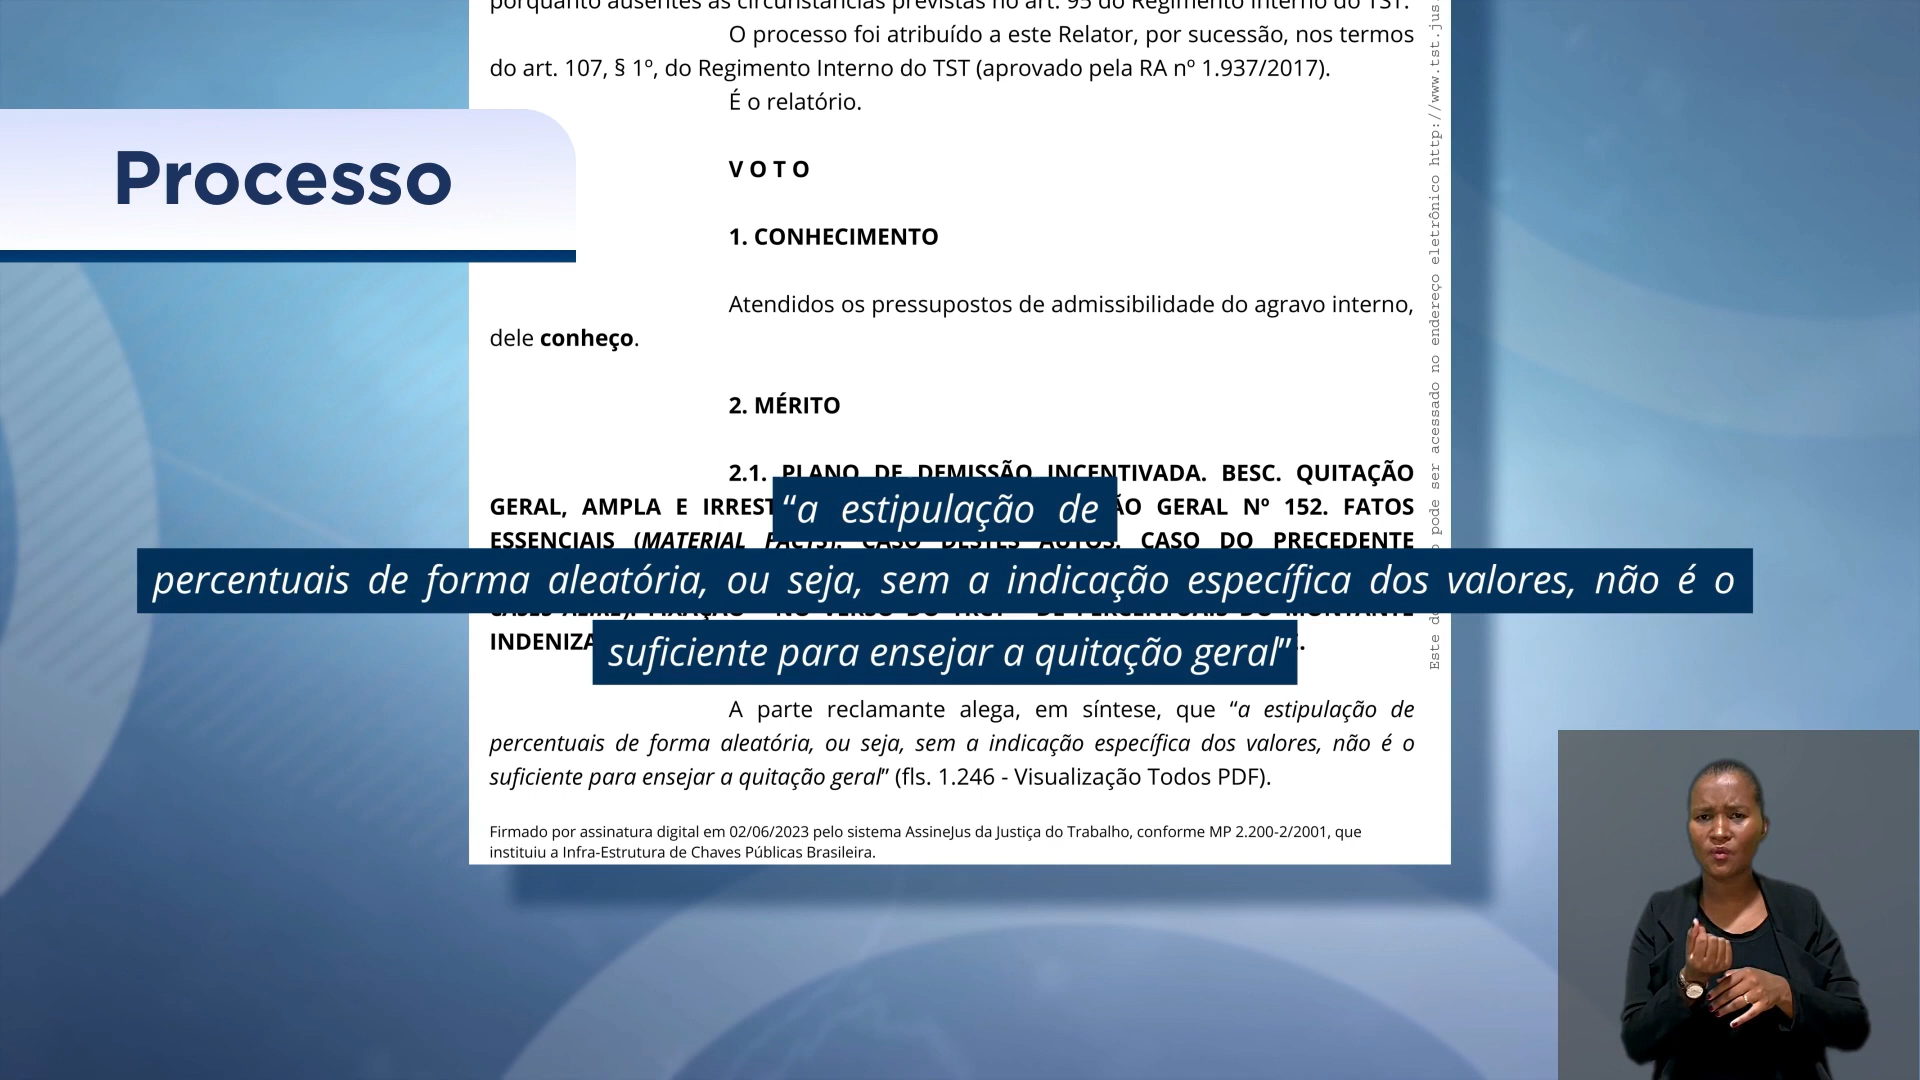 porquanto ausentes as circunstâncias previstas no art. 95 do Regimento Interno do TST.
O processo foi atribuído a este Relator, por sucessão, nos termos
do art. 107, § 1º, do Regimento Interno do TST (aprovado pela RA nº 1.937/2017).
É o relatório.
Processo
V O T O
1. CONHECIMENTO
Atendidos os pressupostos de admissibilidade do agravo interno,
dele conheço.
2. MÉRITO
2.1. PLANO DE DEMISSÃO INCENTIVADA. BESC. QUITAÇÃO
GERAL, AMPLA E GERAL Nº 152. FATOS
ESSENCIAIS (MATERIAL FACTS). CASO DESTES AUTOS. CASO DO PRECEDENTE
“a estipulação de
percentuais de forma aleatória, ou seja, sem a indicação específica dos valores, não é o
suficiente para ensejar a quitação geral”
A parte reclamante alega, em síntese, que “a estipulação de
percentuais de forma aleatória, ou seja, sem a indicação específica dos valores, não é o
suficiente para ensejar a quitação geral” (fls. 1.246 - Visualização Todos PDF).
Firmado por assinatura digital em 02/06/2023 pelo sistema AssineJus da Justiça do Trabalho, conforme MP 2.200-2/2001, que
instituiu a Infra-Estrutura de Chaves Públicas Brasileira.
pode ser acessado no endereço eletrônico http://www.tst.jus.